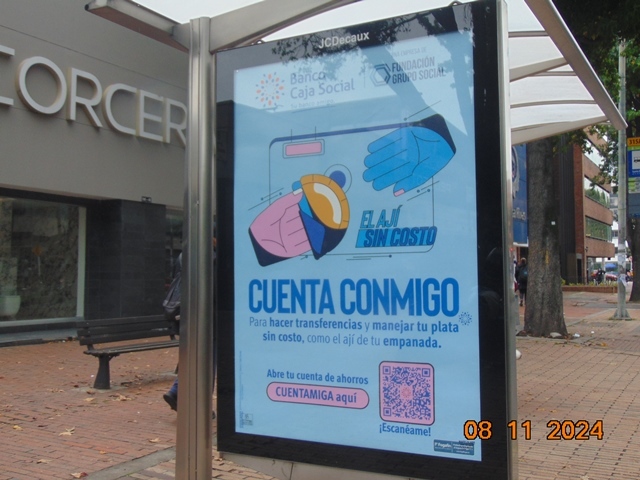 CORCER
JCDecaux
Banco
Caja Social
FUNDACIÓN
GRUPO SOCIAL
EL AJÍ
SIN COSTO
CUENTA CONMIGO
Para hacer transferencias y manejar tu plata
sin costo, como el ají de tu empanada.
Abre tu cuenta de ahorros
CUENTAMIGA aquí
¡Escanéame!
08 11 2024